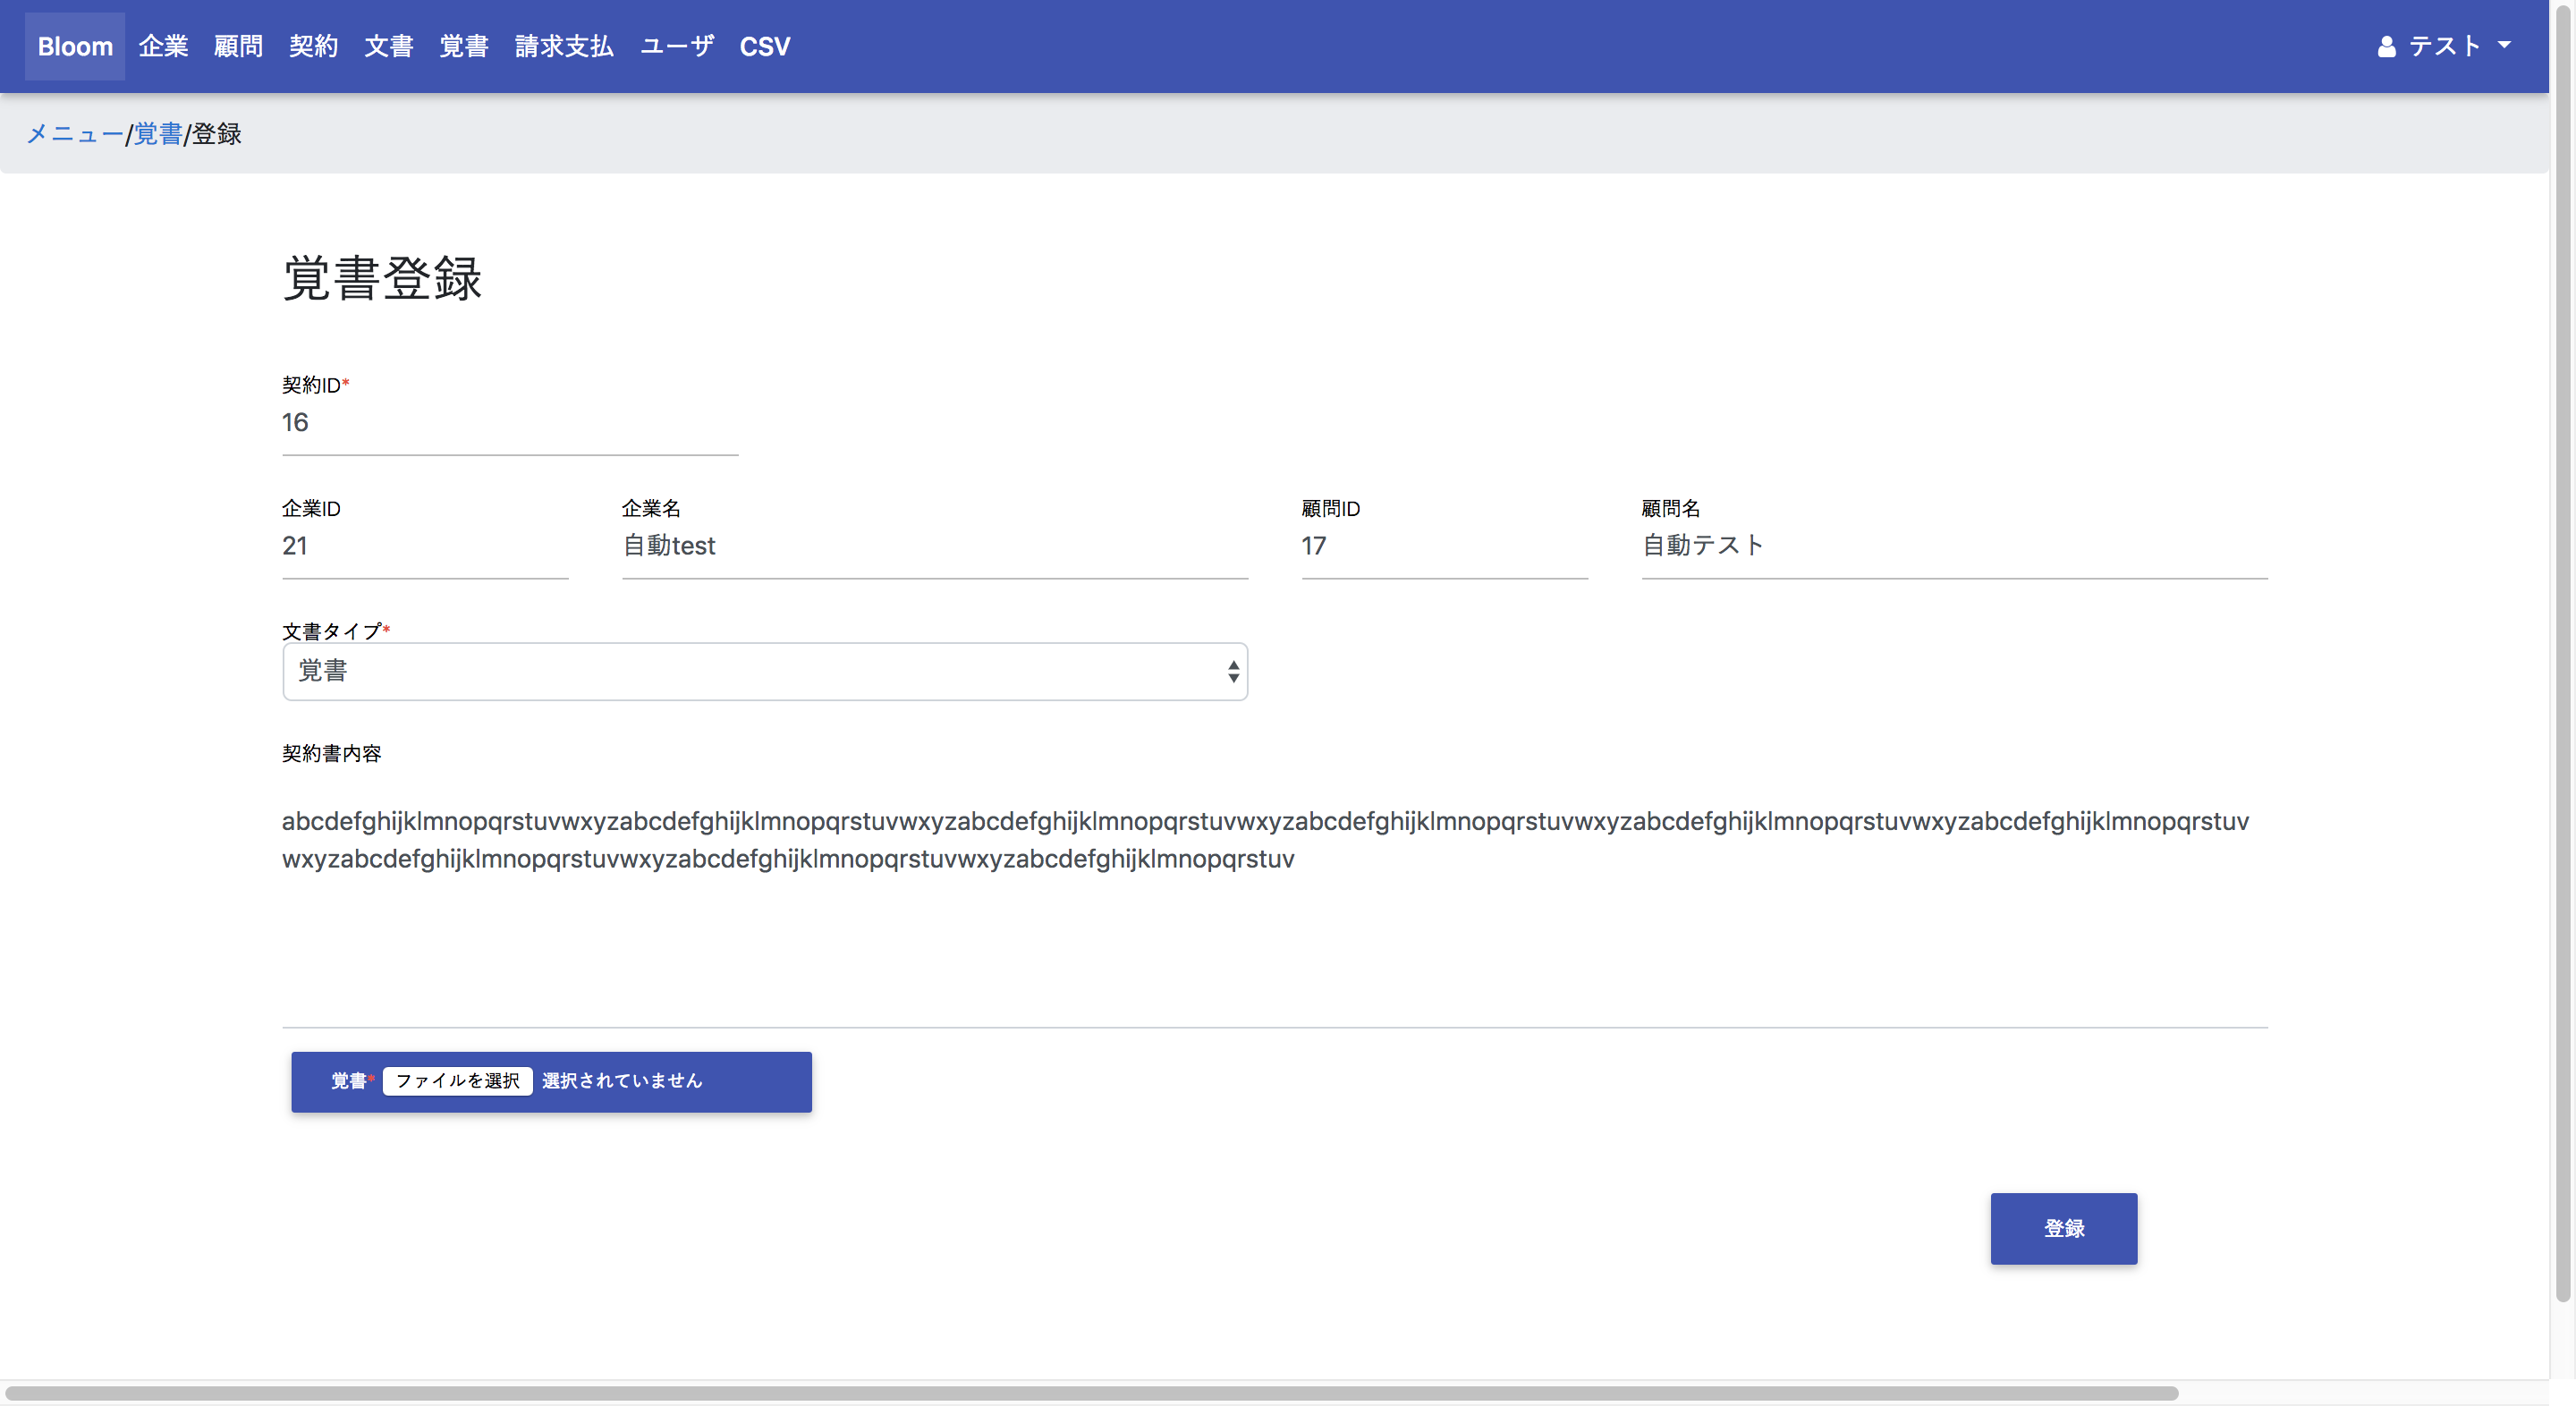 Bloom 企業 顧問 契約 文書 覚書 請求支払 ユーザ CSV テスト
メニュー/覚書/登録
覚書登録
契約ID*
16
企業ID 企業名 顧問ID 顧問名
21 自動test 17 自動テスト
文書タイプ*
覚書
契約書内容
abcdefghijklmnopqrstuvwxyzabcdefghijklmnopqrstuvwxyzabcdefghijklmnopqrstuvwxyzabcdefghijklmnopqrstuvwxyzabcdefghijklmnopqrstuvwxyzabcdefghijklmnopqrstuv
wxyzabcdefghijklmnopqrstuvwxyzabcdefghijklmnopqrstuvwxyzabcdefghijklmnopqrstuv
覚書* ファイルを選択 選択されていません
登録